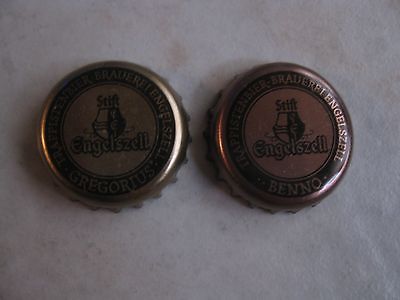 TRAPPISTENBIER-BRAUEREI ENGELSZELL
Stift
Engelszell
· GREGORIUS ·
TRAPPISTENBIER-BRAUEREI ENGELSZELL
Stift
Engelszell
· BENNO ·